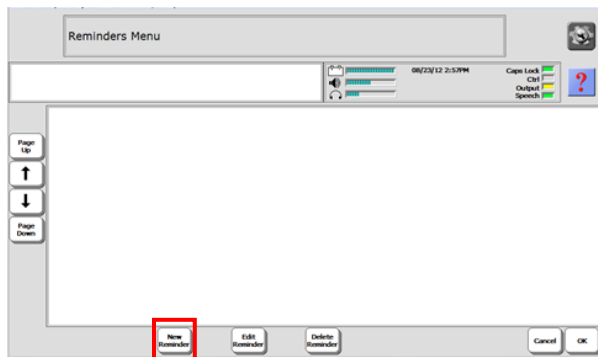 Reminders Menu
08/23/12 2:57PM
Caps Lock
Ctrl
Output
Speech
?
Page
Up
↑
↓
Page
Down
New
Reminder
Edit
Reminder
Delete
Reminder
Cancel
OK